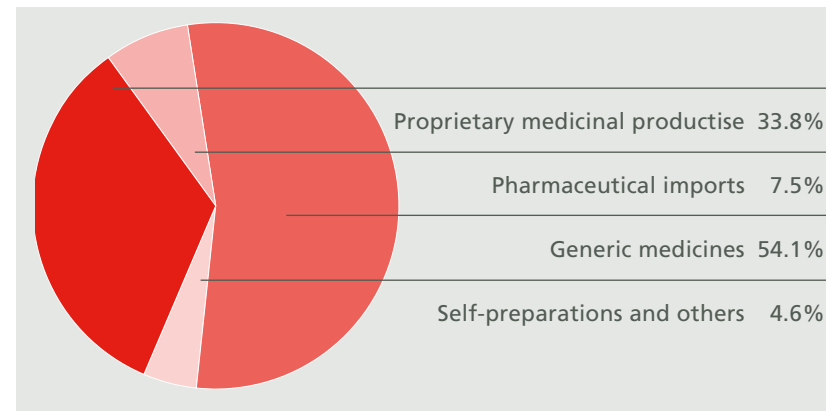 Proprietary medicinal productise 33.8%
Pharmaceutical imports 7.5%
Generic medicines 54.1%
Self-preparations and others 4.6%